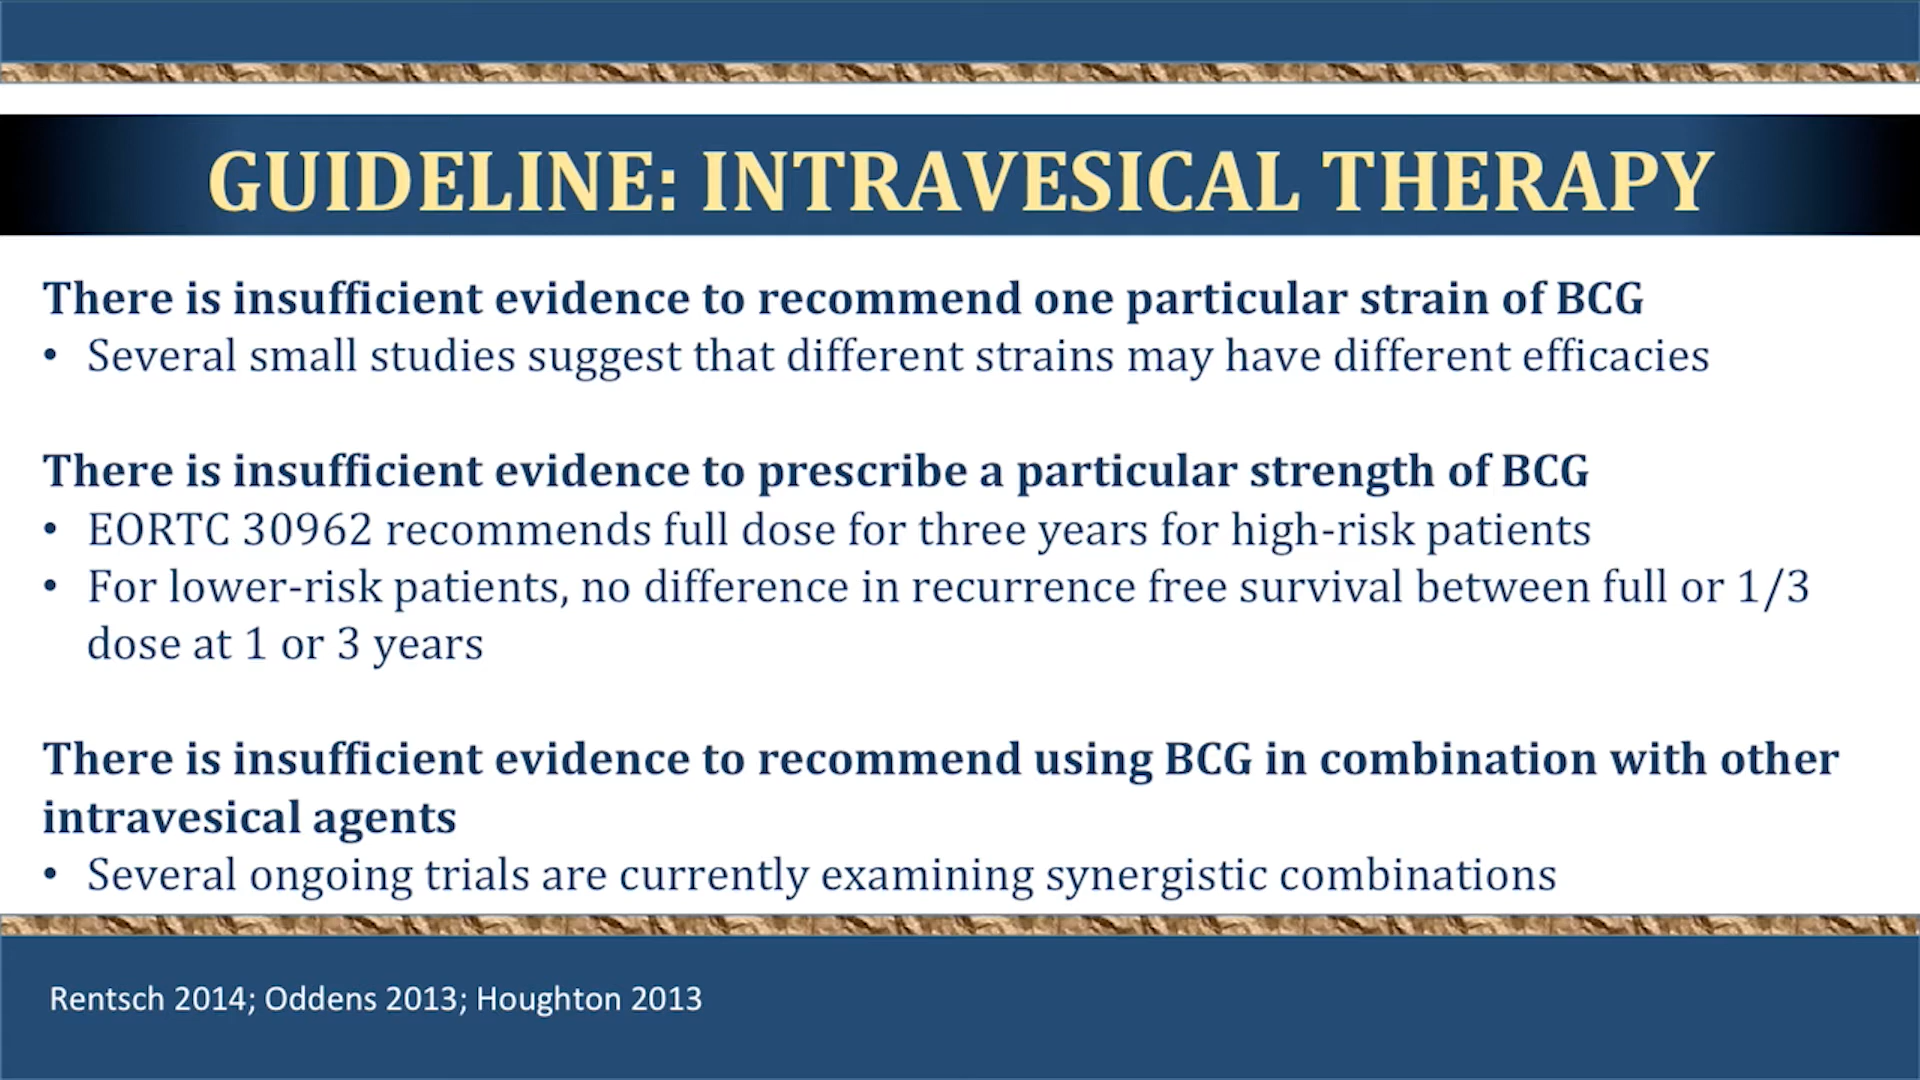 GUIDELINE: INTRAVESICAL THERAPY
There is insufficient evidence to recommend one particular strain of BCG
• Several small studies suggest that different strains may have different efficacies
There is insufficient evidence to prescribe a particular strength of BCG
• EORTC 30962 recommends full dose for three years for high-risk patients
• For lower-risk patients, no difference in recurrence free survival between full or 1/3
dose at 1 or 3 years
There is insufficient evidence to recommend using BCG in combination with other
intravesical agents
• Several ongoing trials are currently examining synergistic combinations
Rentsch 2014; Oddens 2013; Houghton 2013